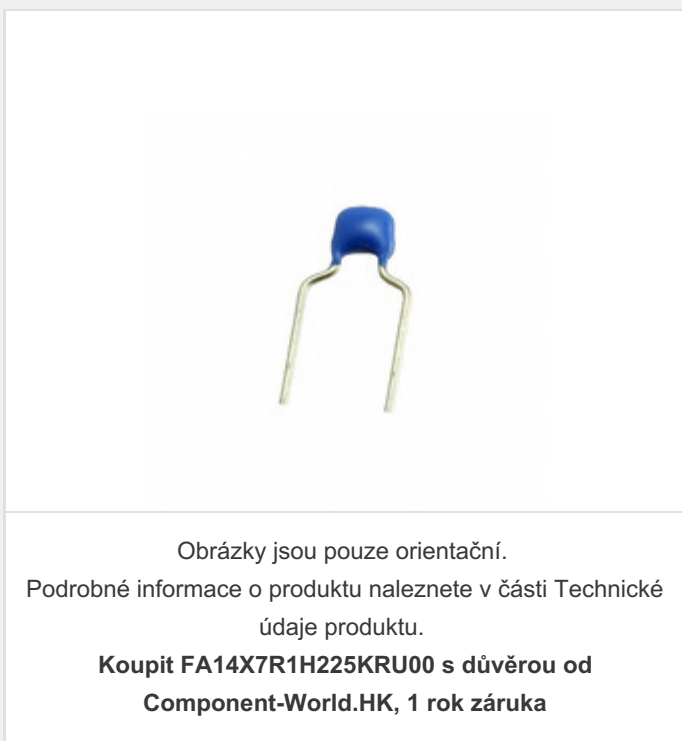 Obrázky jsou pouze orientační.
Podrobné informace o produktu naleznete v části Technické
údaje produktu.
Koupit FA14X7R1H225KRU00 s důvěrou od
Component-World.HK, 1 rok záruka